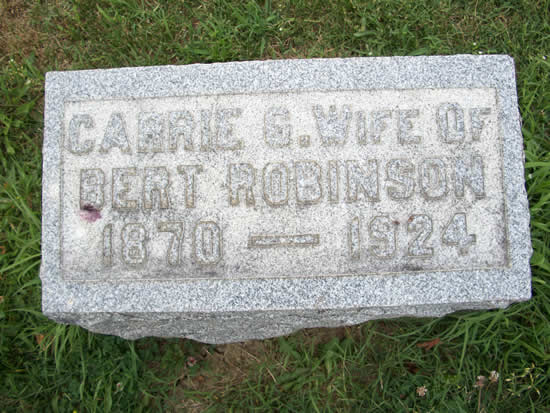 CARRIE G. WIFE OF
BERT ROBINSON
1870 — 1924